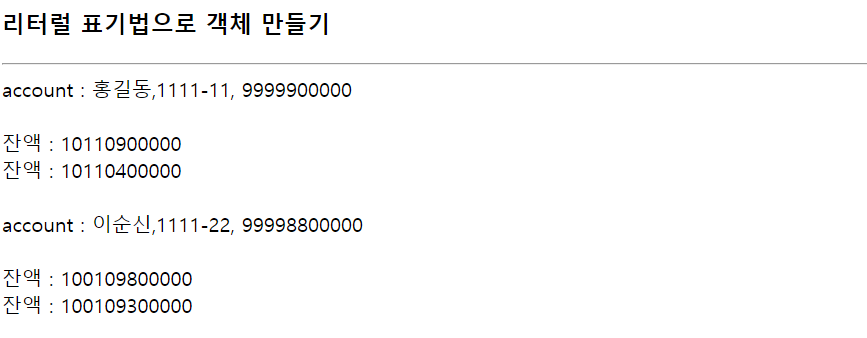 리터럴 표기법으로 객체 만들기
account : 홍길동,1111-11, 9999900000
잔액 : 10110900000
잔액 : 10110400000
account : 이순신,1111-22, 99998800000
잔액 : 100109800000
잔액 : 100109300000